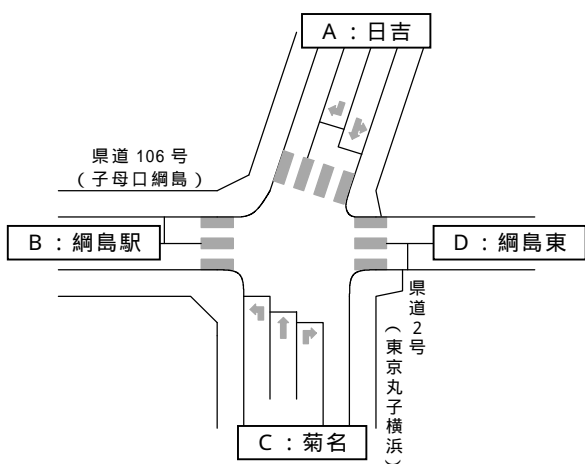 A：日吉
県道 106 号
（子母口綱島）
B：綱島駅
D：綱島東
県道2号
（東京丸子横浜）
C：菊名